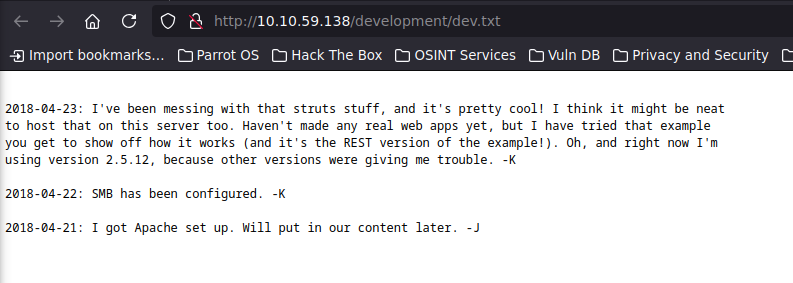 http://10.10.59.138/development/dev.txt
Import bookmarks... Parrot OS Hack The Box OSINT Services Vuln DB Privacy and Security
2018-04-23: I've been messing with that struts stuff, and it's pretty cool! I think it might be neat
to host that on this server too. Haven't made any real web apps yet, but I have tried that example
you get to show off how it works (and it's the REST version of the example!). Oh, and right now I'm
using version 2.5.12, because other versions were giving me trouble. -K
2018-04-22: SMB has been configured. -K
2018-04-21: I got Apache set up. Will put in our content later. -J